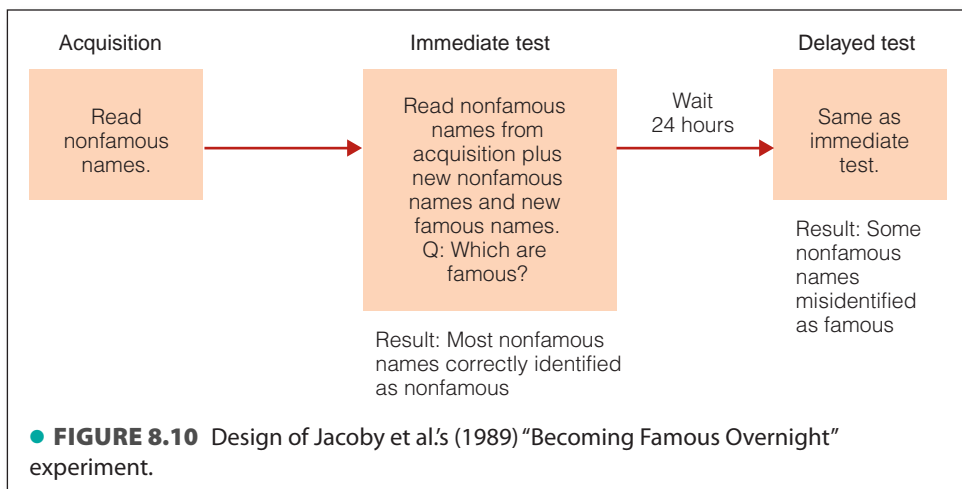 Acquisition
Immediate test
Delayed test
Read
nonfamous
names.
Read nonfamous
names from
acquisition plus
new nonfamous
names and new
famous names.
Q: Which are
famous?
Wait
24 hours
Same as
immediate
test.
Result: Most nonfamous
names correctly identified
as nonfamous
Result: Some
nonfamous
names
misidentified
as famous
● FIGURE 8.10 Design of Jacoby et al.’s (1989) “Becoming Famous Overnight”
experiment.